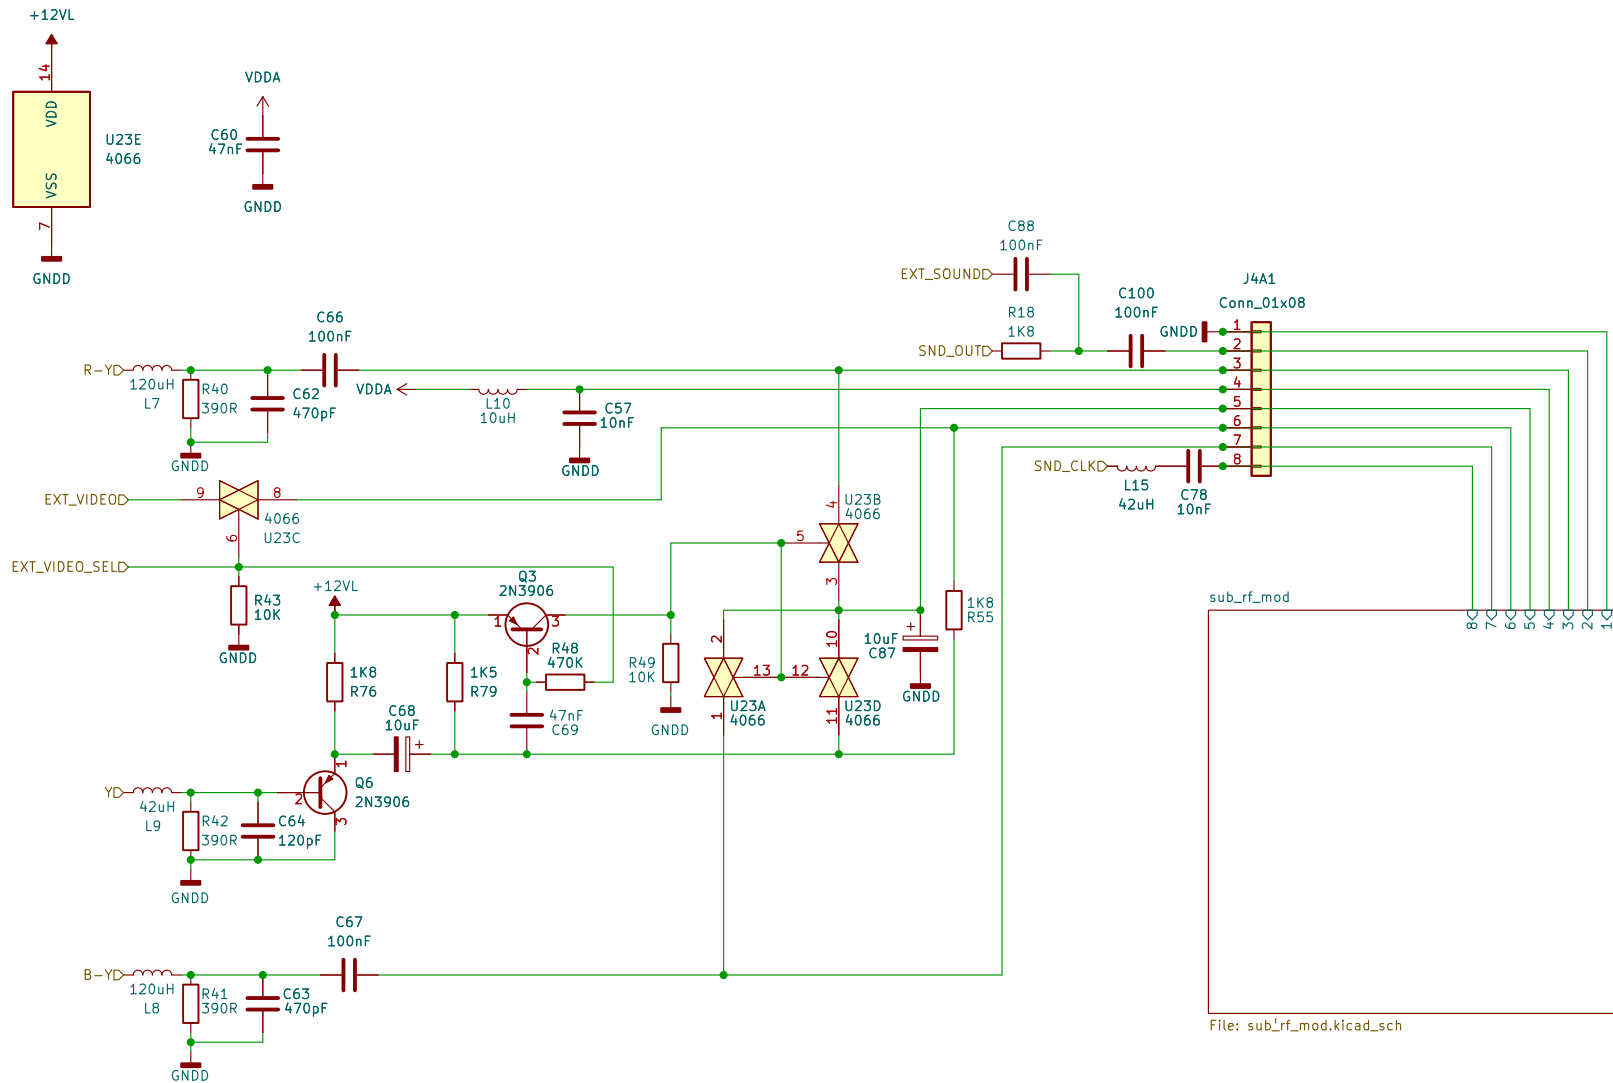 +12VL
14
VDD
VSS
7
U23E
4066
GNDD
VDDA
C60
47nF
GNDD
EXT_SOUND
C88
100nF
R18
1K8
SND_OUT
C100
100nF
J4A1
Conn_01x08
GNDD
1
2
3
4
5
6
7
8
R-Y
120uH
L7
R40
390R
C66
100nF
C62
470pF
GNDD
VDDA
L10
10uH
C57
10nF
GNDD
SND_CLK
L15
42uH
C78
10nF
EXT_VIDEO
9
8
6
4066
U23C
EXT_VIDEO_SEL
R43
10K
GNDD
+12VL
Q3
2N3906
1
3
2
R48
470K
1K8
R76
1K5
R79
C68
10uF
+
47nF
C69
R49
10K
GNDD
4
U23B
4066
5
3
2
13
12
10
1
U23A
4066
11
U23D
4066
10uF
C87
+
GNDD
1K8
R55
Y
42uH
L9
R42
390R
C64
120pF
GNDD
1
2
3
Q6
2N3906
B-Y
120uH
L8
R41
390R
C63
470pF
C67
100nF
GNDD
sub_rf_mod
8
7
6
5
4
3
2
1
File: sub_rf_mod.kicad_sch